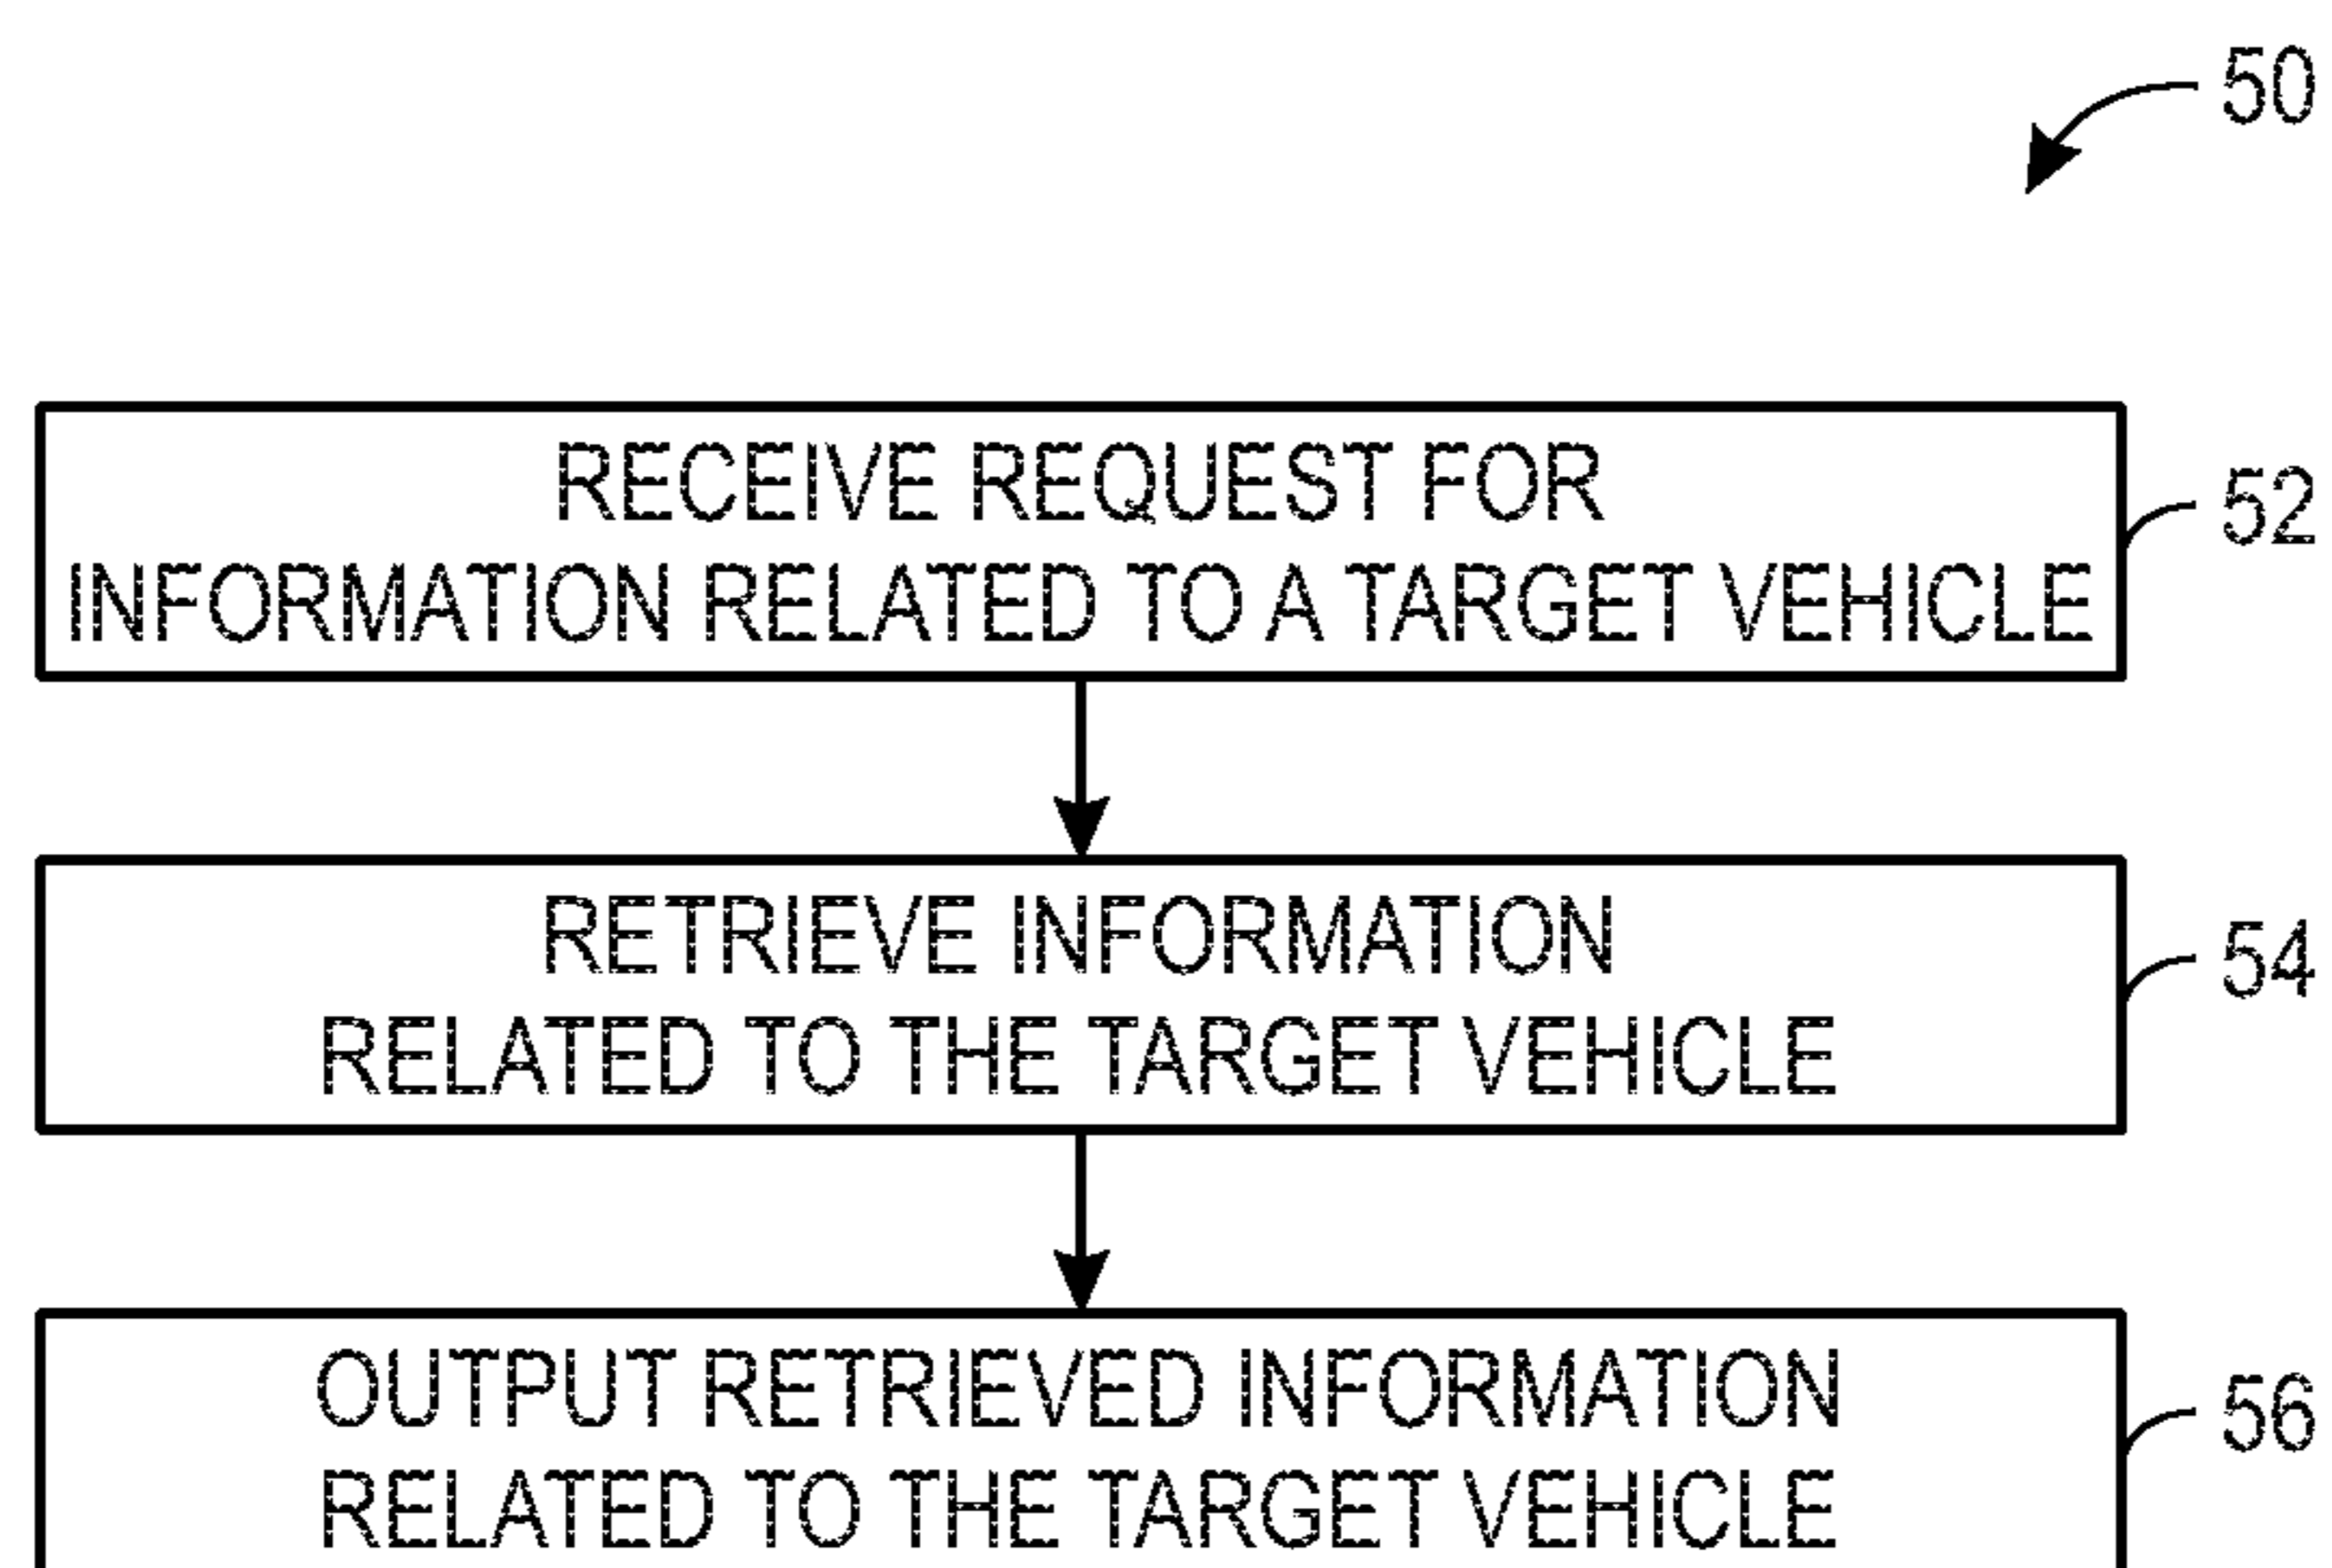 50
RECEIVE REQUEST FOR
INFORMATION RELATED TO A TARGET VEHICLE
52
RETRIEVE INFORMATION
RELATED TO THE TARGET VEHICLE
54
OUTPUT RETRIEVED INFORMATION
RELATED TO THE TARGET VEHICLE
56